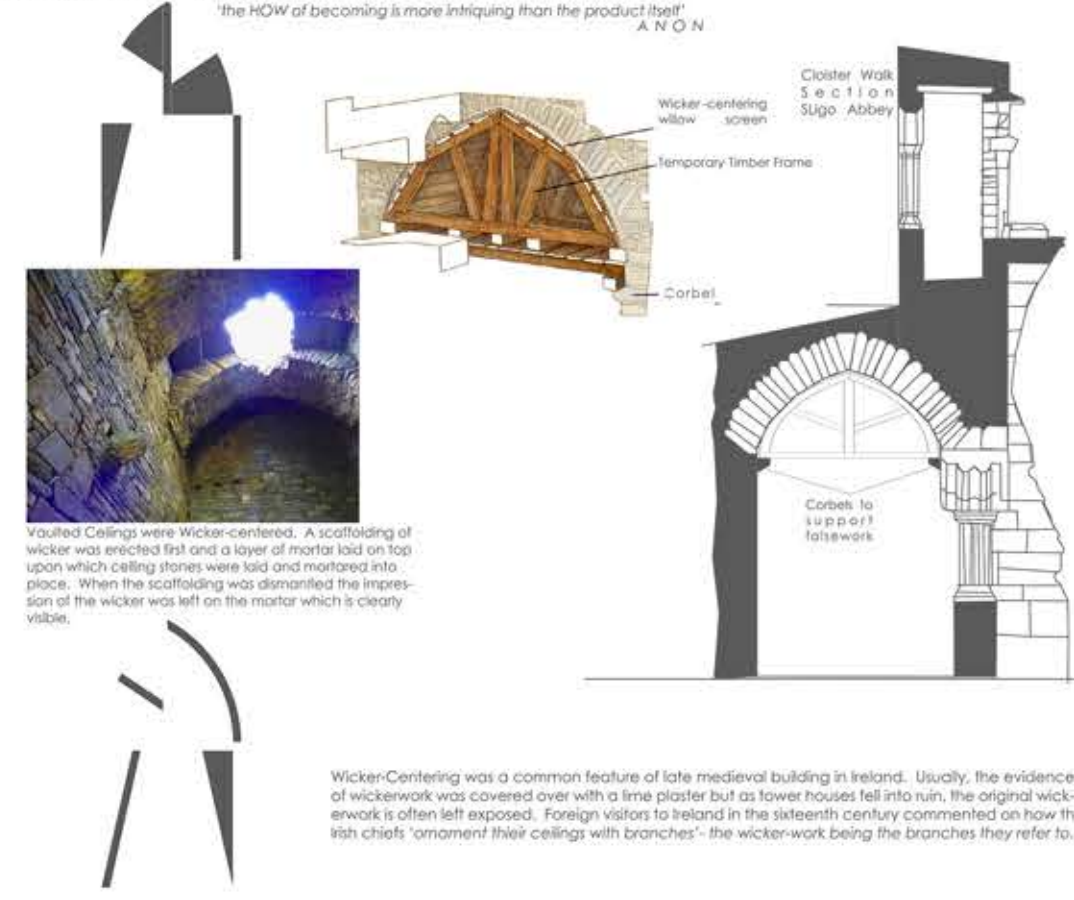 'the HOW of becoming is more intriquing than the product itself'
A N O N
Wicker-centering
willow screen
Temporary Timber Frame
Corbel
Cloister Walk
Section
SLigo Abbey
Corbels to
support
falsework
Vaulted Ceilings were Wicker-centered. A scaffolding of
wicker was erected first and a layer of mortar laid on top
upon which ceiling stones were laid and mortared into
place. When the scaffolding was dismantled the impres-
sion of the wicker was left on the mortar which is clearly
visible.
Wicker-Centering was a common feature of late medieval building in Ireland. Usually, the evidence
of wickerwork was covered over with a lime plaster but as tower houses fell into ruin, the original wick-
erwork is often left exposed. Foreign visitors to Ireland in the sixteenth century commented on how th
Irish chiefs 'ornament thieir ceilings with branches'- the wicker-work being the branches they refer to.